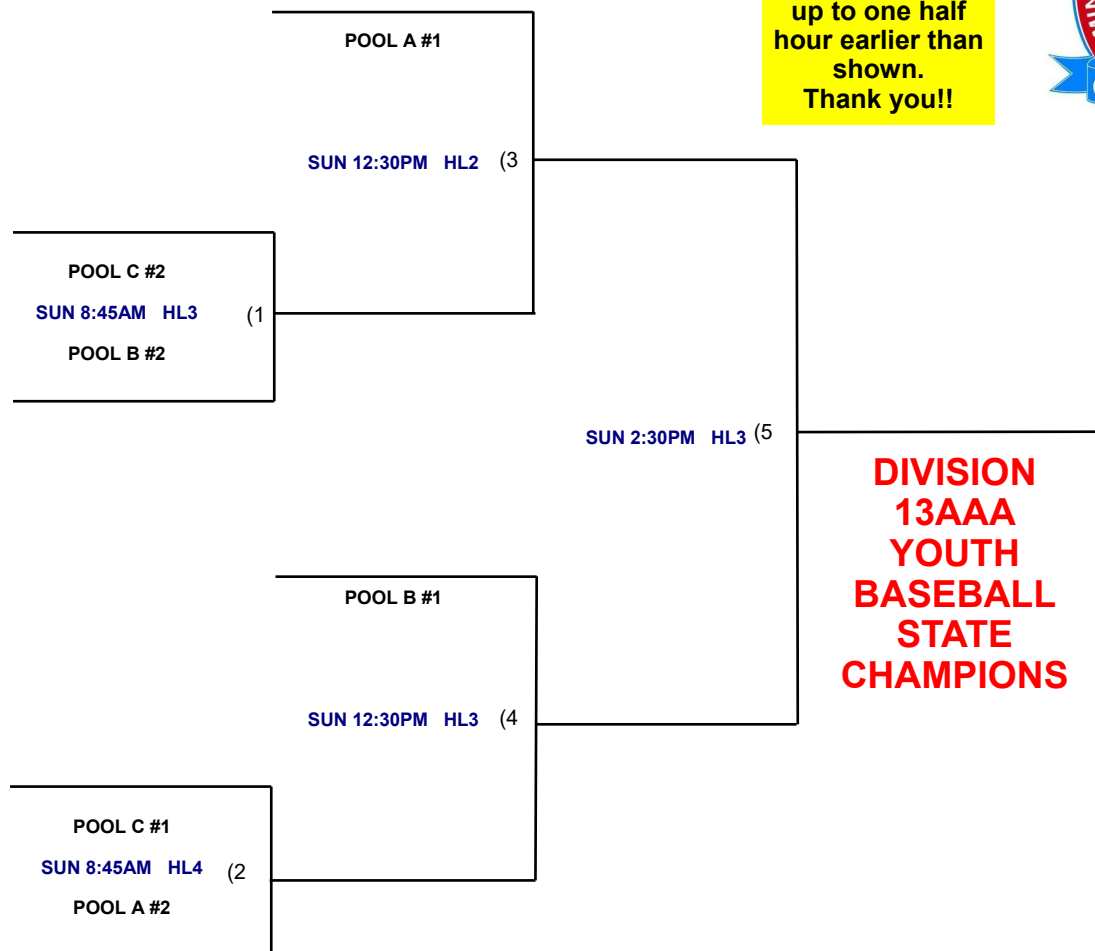 up to one half
hour earlier than
shown.
Thank you!!
POOL A #1
SUN 12:30PM HL2 (3
POOL C #2
SUN 8:45AM HL3 (1
POOL B #2
SUN 2:30PM HL3 (5
DIVISION
13AAA
YOUTH
BASEBALL
STATE
CHAMPIONS
POOL B #1
SUN 12:30PM HL3 (4
POOL C #1
SUN 8:45AM HL4 (2
POOL A #2